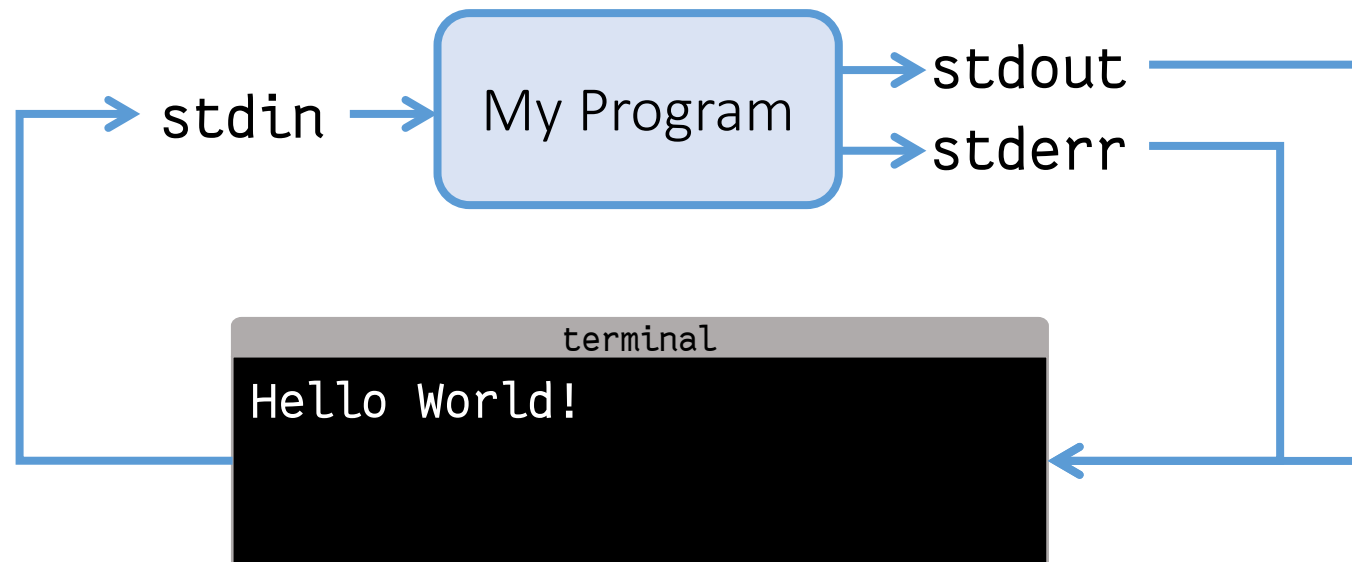 stdin
My Program
stdout
stderr
terminal
Hello World!